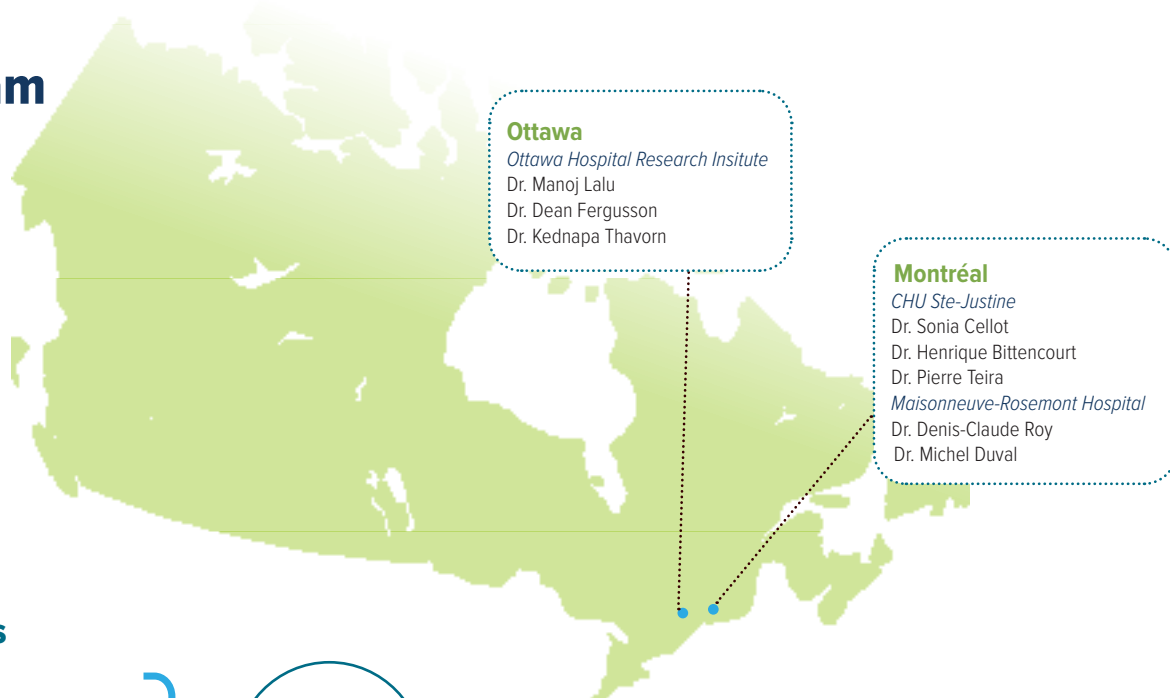 am
Ottawa
Ottawa Hospital Research Insitute
Dr. Manoj Lalu
Dr. Dean Fergusson
Dr. Kednapa Thavorn
Montréal
CHU Ste-Justine
Dr. Sonia Cellot
Dr. Henrique Bittencourt
Dr. Pierre Teira
Maisonneuve-Rosemont Hospital
Dr. Denis-Claude Roy
Dr. Michel Duval
s